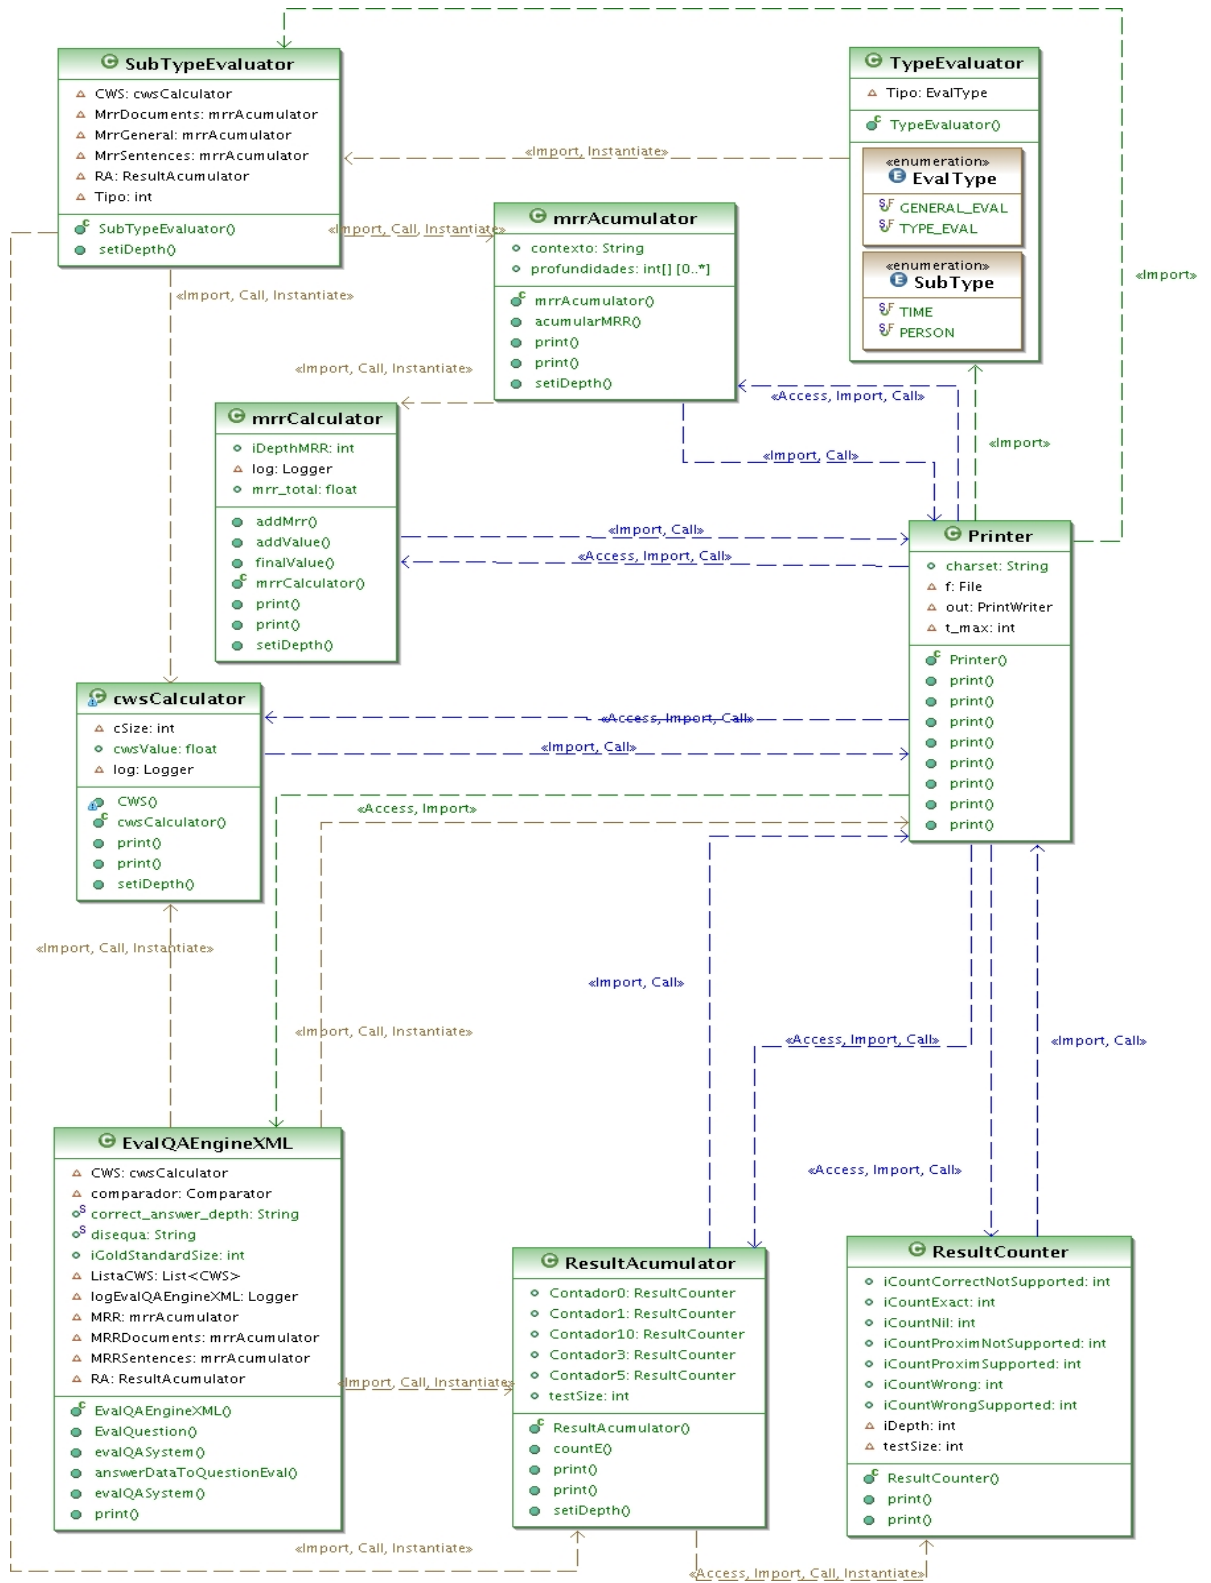 SubTypeEvaluator
CWS: cwsCalculator
MrrDocuments: mrrAcumulator
MrrGeneral: mrrAcumulator
MrrSentences: mrrAcumulator
RA: ResultAcumulator
Tipo: int
SubTypeEvaluator()
setiDepth()
TypeEvaluator
Tipo: EvalType
TypeEvaluator()
«enumeration»
EvalType
GENERAL_EVAL
TYPE_EVAL
«enumeration»
SubType
TIME
PERSON
«Import, Instantiate»
«Import, Call, Instantiate»
«Import»
«Import, Call, Instantiate»
mrrAcumulator
contexto: String
profundidades: int[] [0..*]
mrrAcumulator()
acumularMRR()
print()
print()
setiDepth()
«Import, Call, Instantiate»
«Access, Import, Call»
«Import»
«Import, Call»
mrrCalculator
iDepthMRR: int
log: Logger
mrr_total: float
addMrr()
addValue()
finalValue()
mrrCalculator()
print()
print()
setiDepth()
«Import, Call»
«Access, Import, Call»
Printer
charset: String
f: File
out: PrintWriter
t_max: int
Printer()
print()
print()
print()
print()
print()
print()
print()
print()
cwsCalculator
cSize: int
cwsValue: float
log: Logger
CWS()
cwsCalculator()
print()
print()
setiDepth()
«Access, Import, Call»
«Import, Call»
«Access, Import»
«Import, Call, Instantiate»
«Import, Call»
«Import, Call, Instantiate»
«Access, Import, Call»
«Import, Call»
«Access, Import, Call»
EvalQAEngineXML
CWS: cwsCalculator
comparador: Comparator
correct_answer_depth: String
disequa: String
iGoldStandardSize: int
ListaCWS: List<CWS>
logEvalQAEngineXML: Logger
MRR: mrrAcumulator
MRRDocuments: mrrAcumulator
MRRSentences: mrrAcumulator
RA: ResultAcumulator
EvalQAEngineXML()
EvalQuestion()
evalQASystem()
answerDataToQuestionEval()
evalQASystem()
print()
«Import, Call, Instantiate»
ResultAcumulator
Contador0: ResultCounter
Contador1: ResultCounter
Contador10: ResultCounter
Contador3: ResultCounter
Contador5: ResultCounter
testSize: int
ResultAcumulator()
countE()
print()
print()
setiDepth()
ResultCounter
iCountCorrectNotSupported: int
iCountExact: int
iCountNil: int
iCountProximNotSupported: int
iCountProximSupported: int
iCountWrong: int
iCountWrongSupported: int
iDepth: int
testSize: int
ResultCounter()
print()
print()
«Import, Call, Instantiate»
«Access, Import, Call, Instantiate»